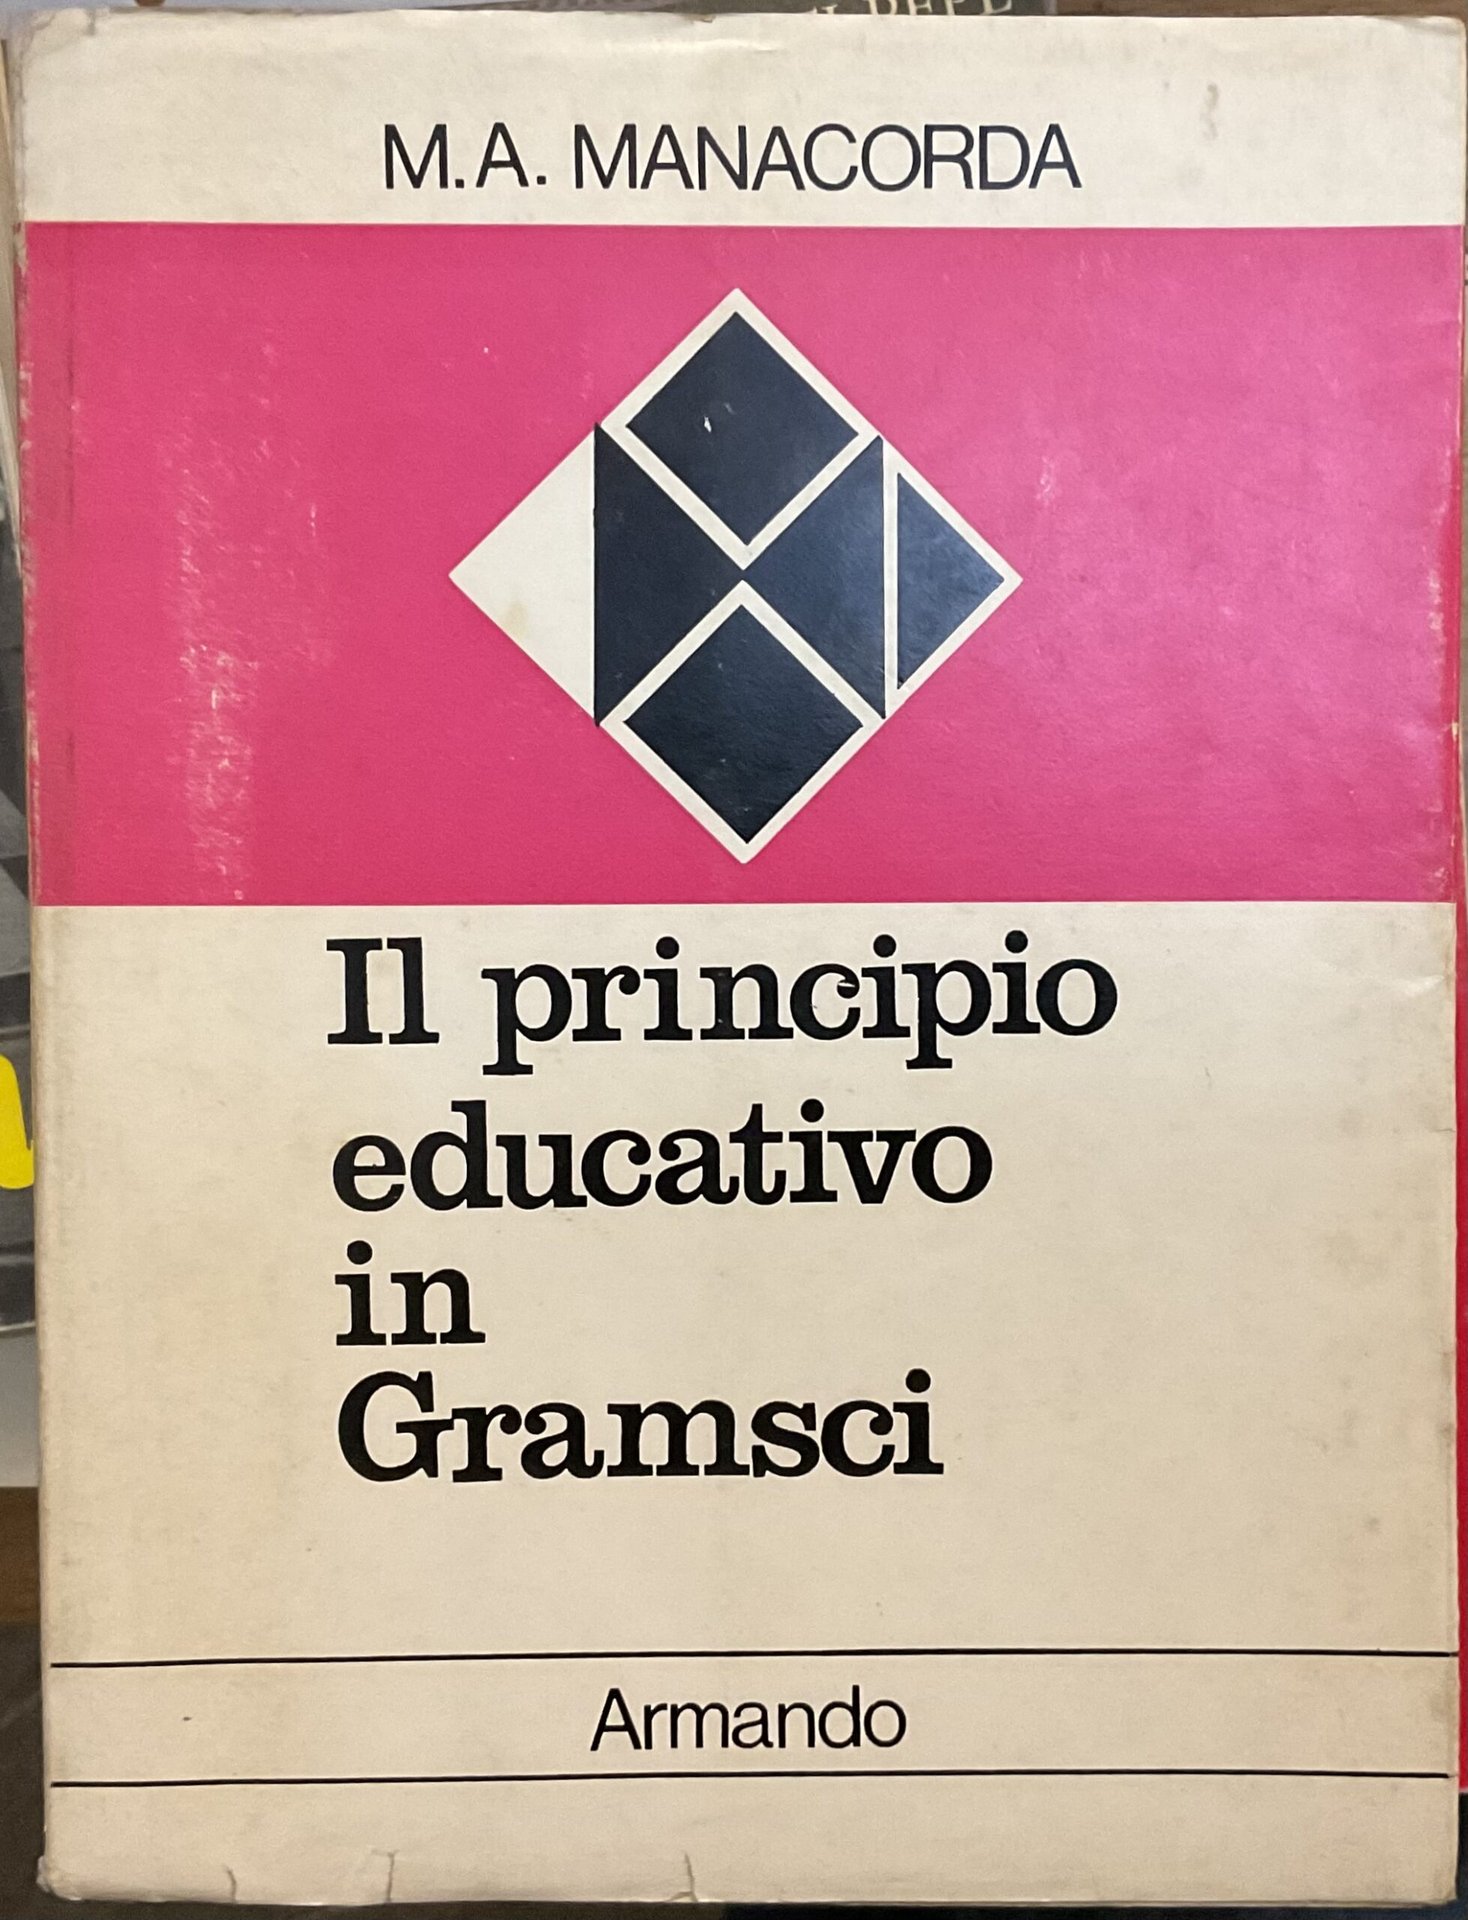 M.A. MANACORDA
Il principio
educativo
in
Gramsci
Armando